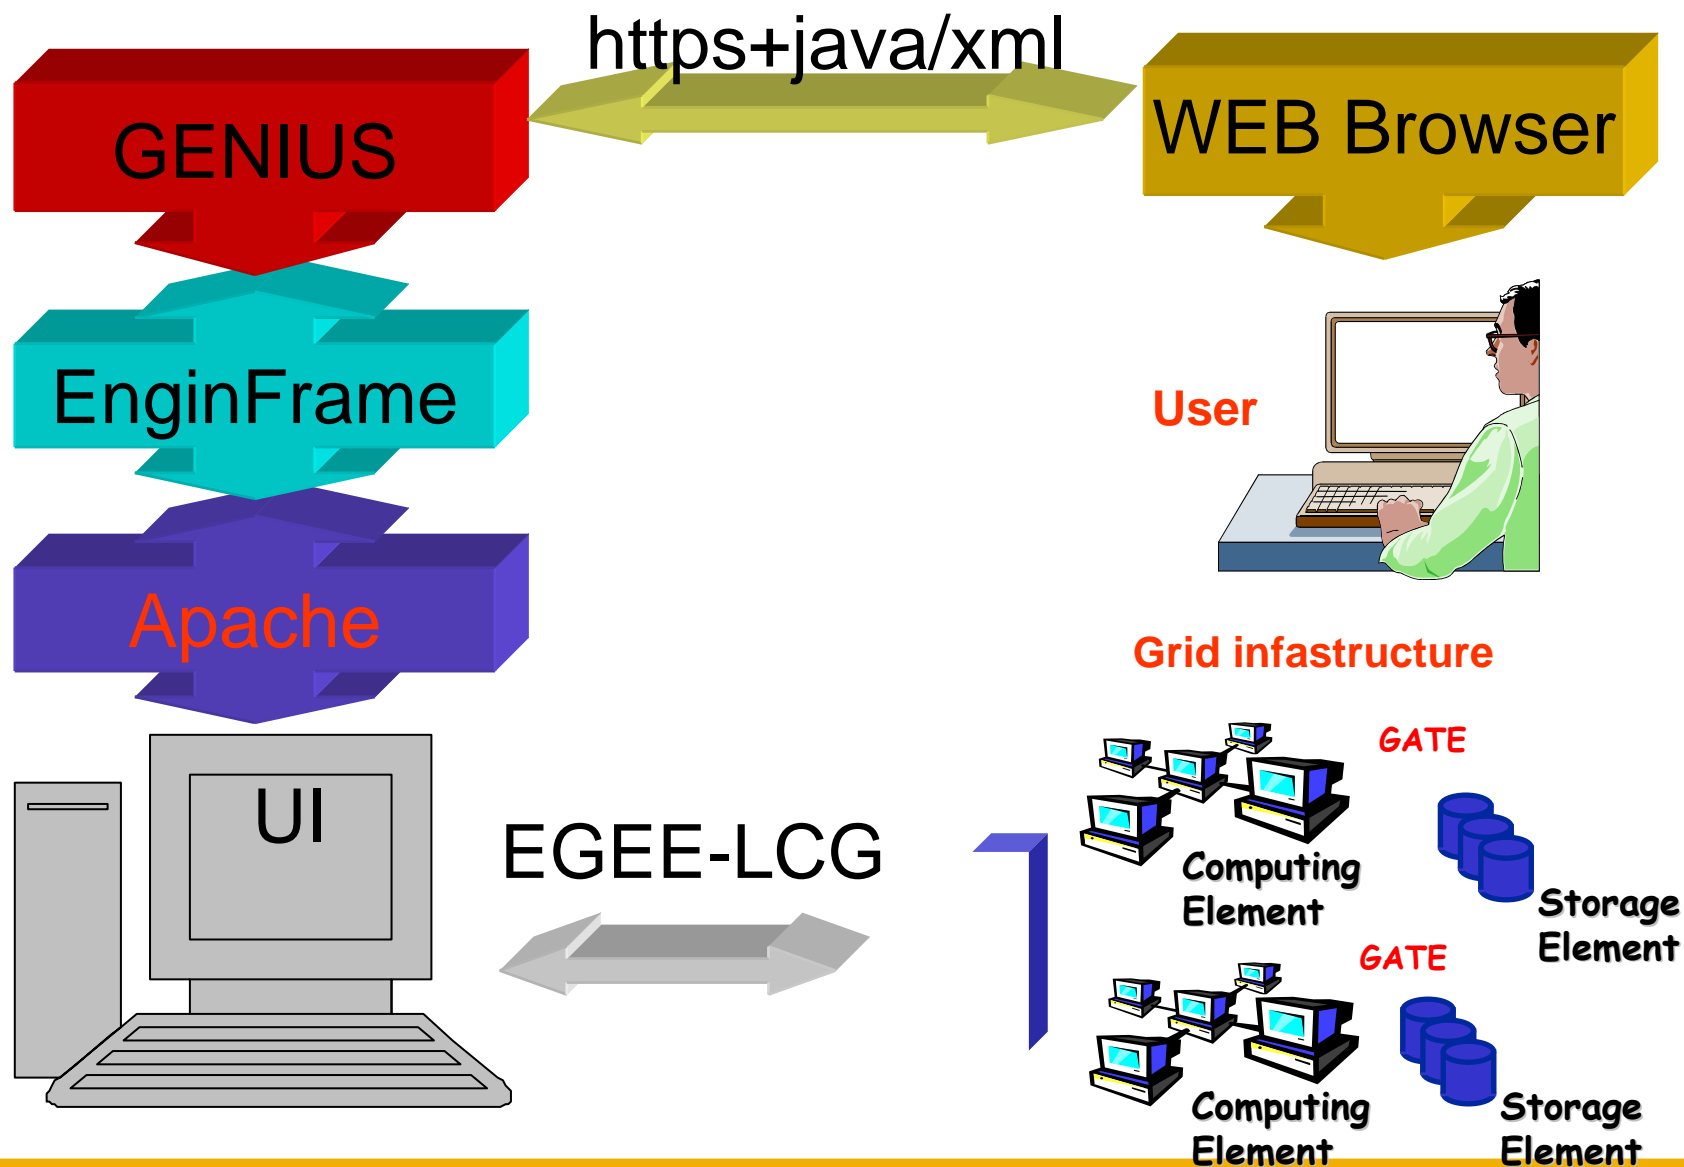 https+java/xml
GENIUS
WEB Browser
EnginFrame
User
Apache
Grid infastructure
GATE
UI
EGEE-LCG
Computing
Element
Storage
Element
GATE
Computing
Element
Storage
Element